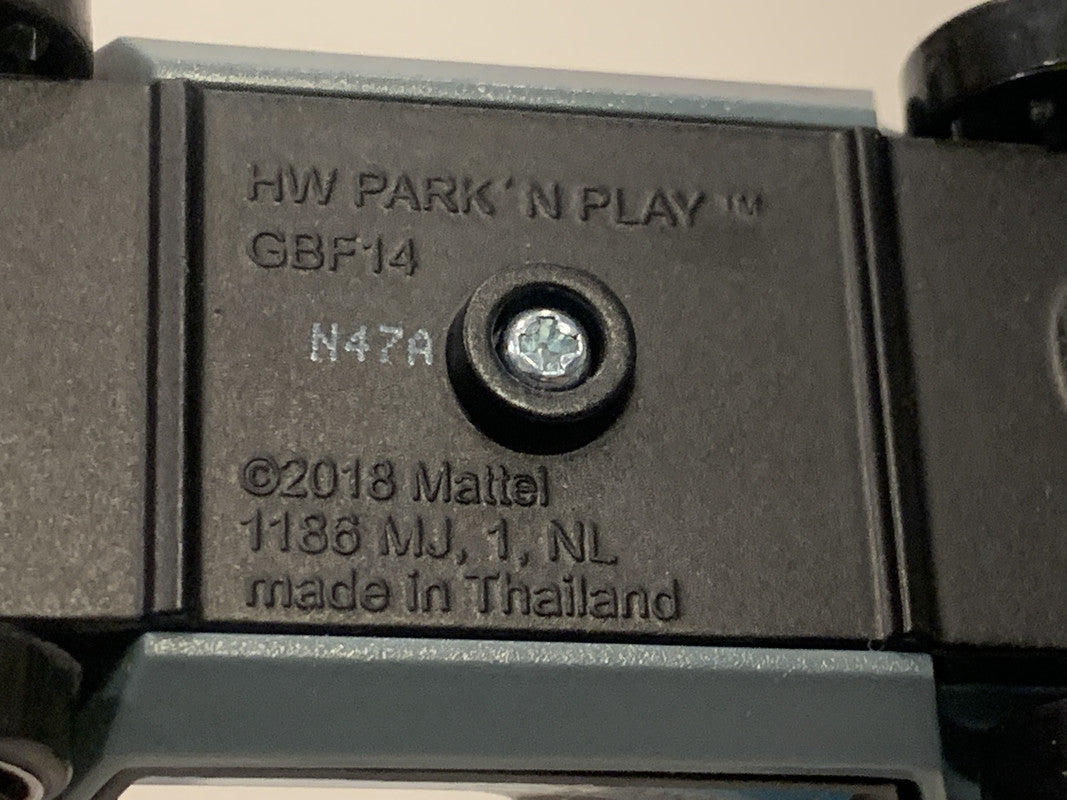 HW PARK 'N PLAY ™
GBF14
N47A
©2018 Mattel
1186 MJ, 1, NL
made in Thailand